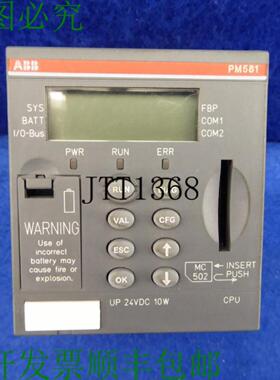 图必究
ABB
PM581
SYS
BATT
I/O-Bus
FBP
COM1
COM2
PWR RUN ERR
JTT1368
RUN
VAL CFG
ESC
OK
WARNING
Use of
incorrect
battery may
cause fire or
explosion.
MC
502
INSERT
PUSH
UP 24VDC 10W
CPU
开发票顺丰包邮